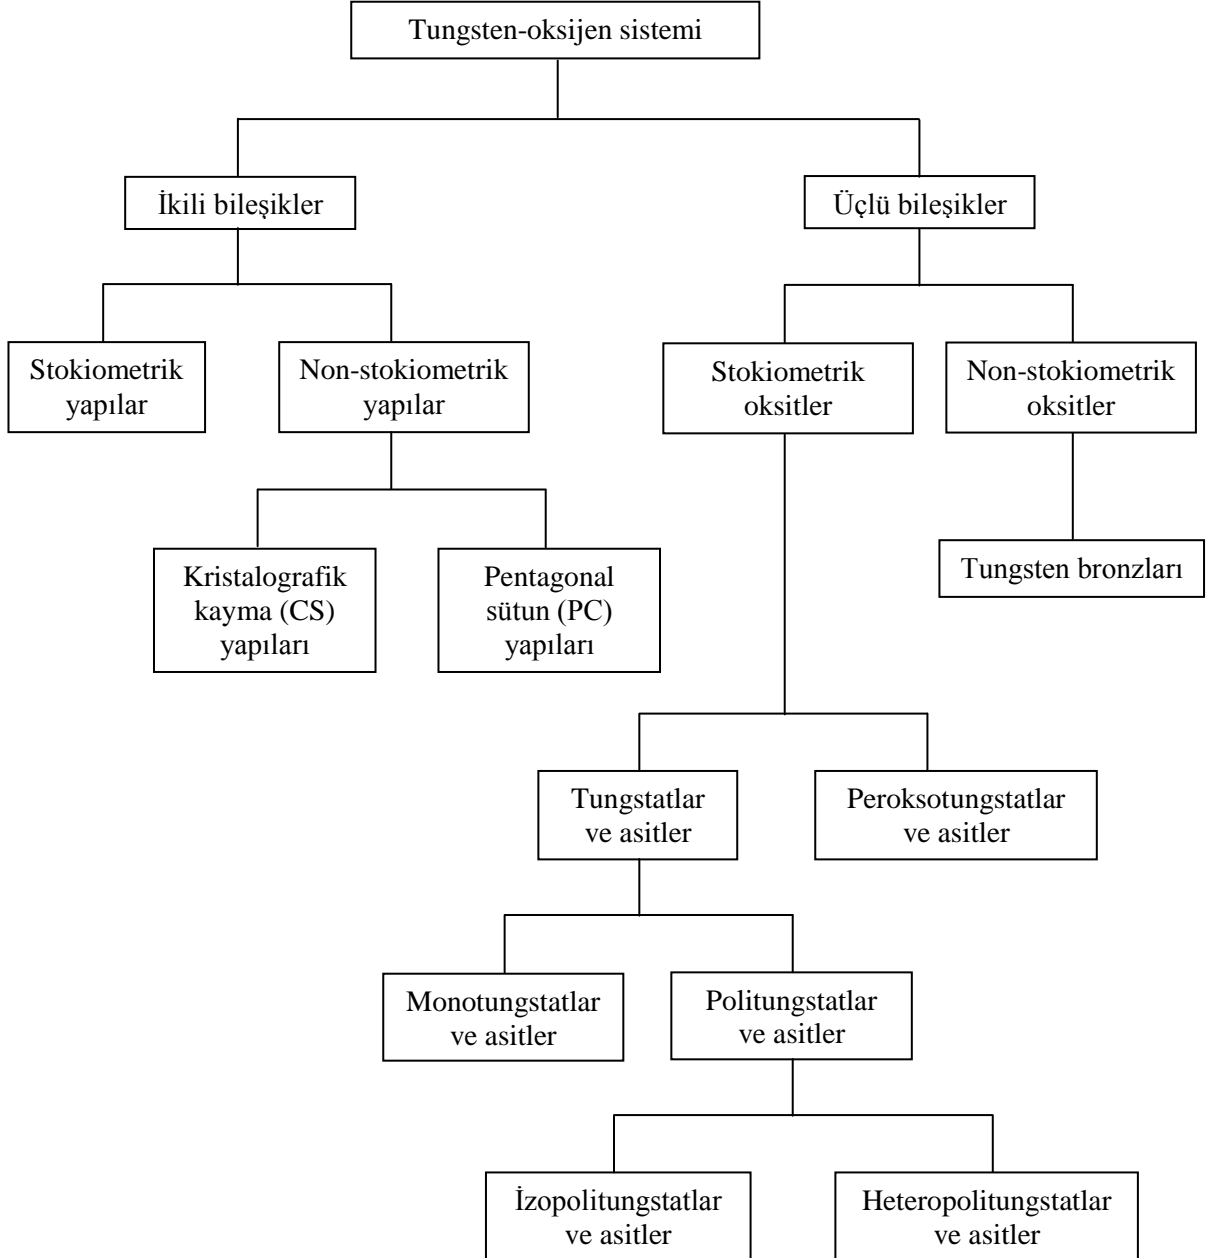 Tungsten-oksijen sistemi
İkili bileşikler
Üçlü bileşikler
Stokiometrik
yapılar
Non-stokiometrik
yapılar
Stokiometrik
oksitler
Non-stokiometrik
oksitler
Kristalografik
kayma (CS)
yapıları
Pentagonal
sütun (PC)
yapıları
Tungsten bronzları
Tungstatlar
ve asitler
Peroksotungstatlar
ve asitler
Monotungstatlar
ve asitler
Politungstatlar
ve asitler
İzopolitungstatlar
ve asitler
Heteropolitungstatlar
ve asitler